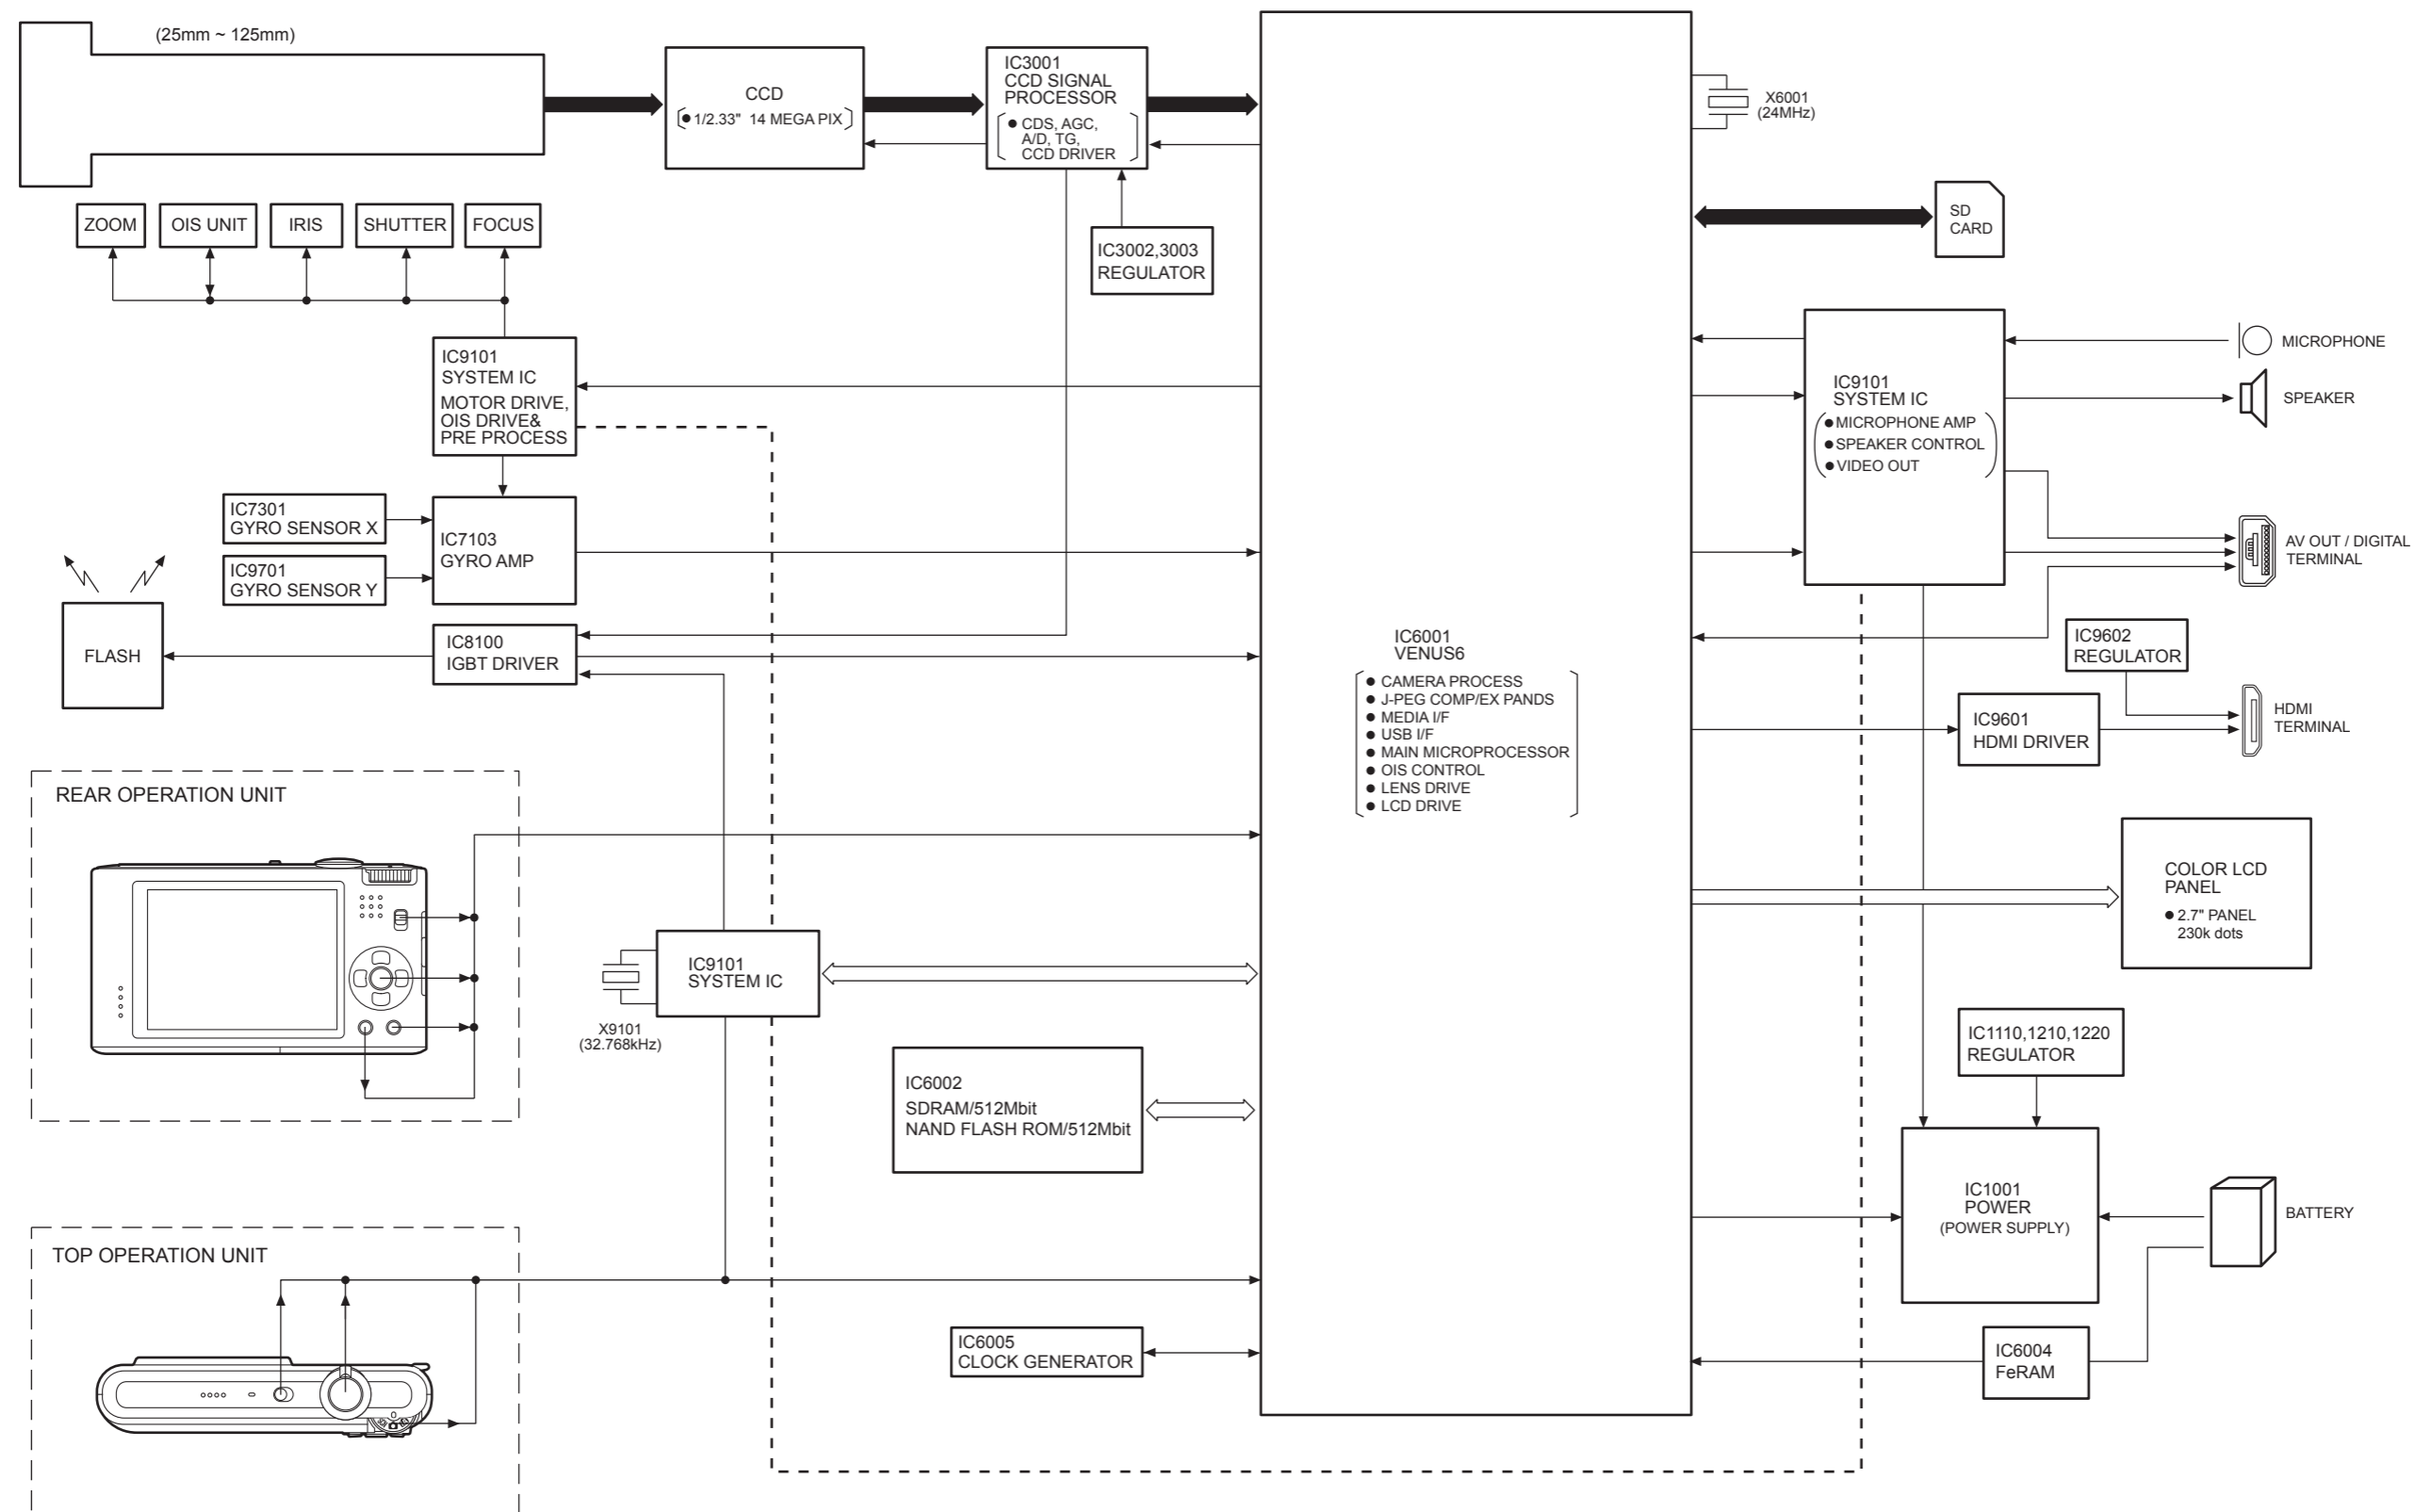 (25mm ~ 125mm)
CCD
● 1/2.33" 14 MEGA PIX
IC3001
CCD SIGNAL
PROCESSOR
● CDS, AGC,
A/D, TG,
CCD DRIVER
X6001
(24MHz)
SD
CARD
ZOOM
OIS UNIT
IRIS
SHUTTER
FOCUS
IC3002,3003
REGULATOR
IC9101
SYSTEM IC
MOTOR DRIVE,
OIS DRIVE&
PRE PROCESS
IC9101
SYSTEM IC
● MICROPHONE AMP
● SPEAKER CONTROL
● VIDEO OUT
MICROPHONE
SPEAKER
IC7301
GYRO SENSOR X
IC9701
GYRO SENSOR Y
IC7103
GYRO AMP
AV OUT / DIGITAL
TERMINAL
FLASH
IC8100
IGBT DRIVER
IC6001
VENUS6
● CAMERA PROCESS
● J-PEG COMP/EX PANDS
● MEDIA I/F
● USB I/F
● MAIN MICROPROCESSOR
● OIS CONTROL
● LENS DRIVE
● LCD DRIVE
IC9602
REGULATOR
IC9601
HDMI DRIVER
HDMI
TERMINAL
REAR OPERATION UNIT
COLOR LCD
PANEL
● 2.7" PANEL
230k dots
IC9101
SYSTEM IC
X9101
(32.768kHz)
IC6002
SDRAM/512Mbit
NAND FLASH ROM/512Mbit
IC1110,1210,1220
REGULATOR
IC1001
POWER
(POWER SUPPLY)
BATTERY
TOP OPERATION UNIT
IC6005
CLOCK GENERATOR
IC6004
FeRAM